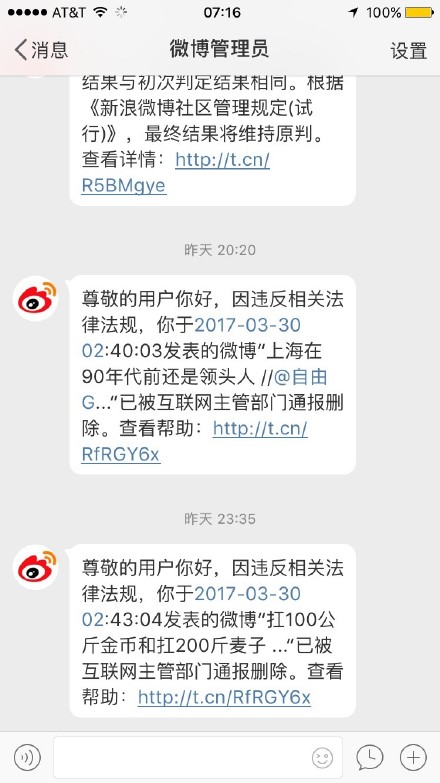 AT&T 07:16 100%
消息 微博管理员 设置
结果与初次判定结果相同。根据
《新浪微博社区管理规定(试
行)》，最终结果将维持原判。
查看详情：http://t.cn/
R5BMgye
昨天 20:20
尊敬的用户你好，因违反相关法
律法规，你于2017-03-30
02:40:03发表的微博“上海在
90年代前还是领头人 //@自由
G...“已被互联网主管部门通报删
除。查看帮助：http://t.cn/
RfRGY6x
昨天 23:35
尊敬的用户你好，因违反相关法
律法规，你于2017-03-30
02:43:04发表的微博“扛100公
斤金币和扛200斤麦子 ...“已被
互联网主管部门通报删除。查看
帮助：http://t.cn/RfRGY6x